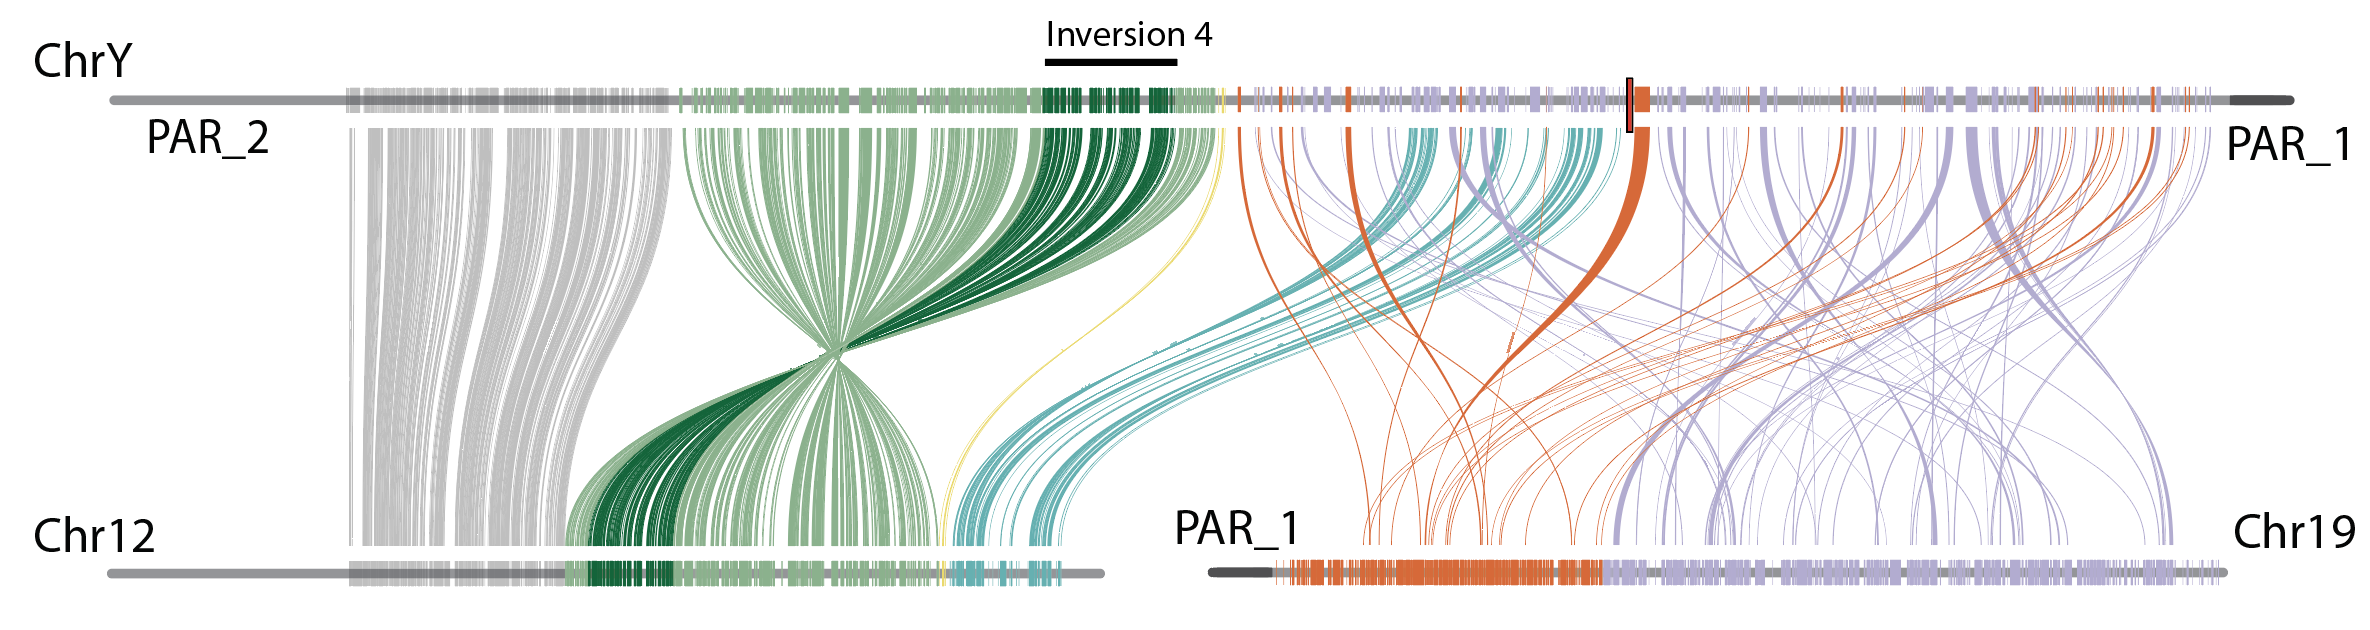 Inversion 4
ChrY
PAR_2
PAR_1
Chr12
PAR_1
Chr19